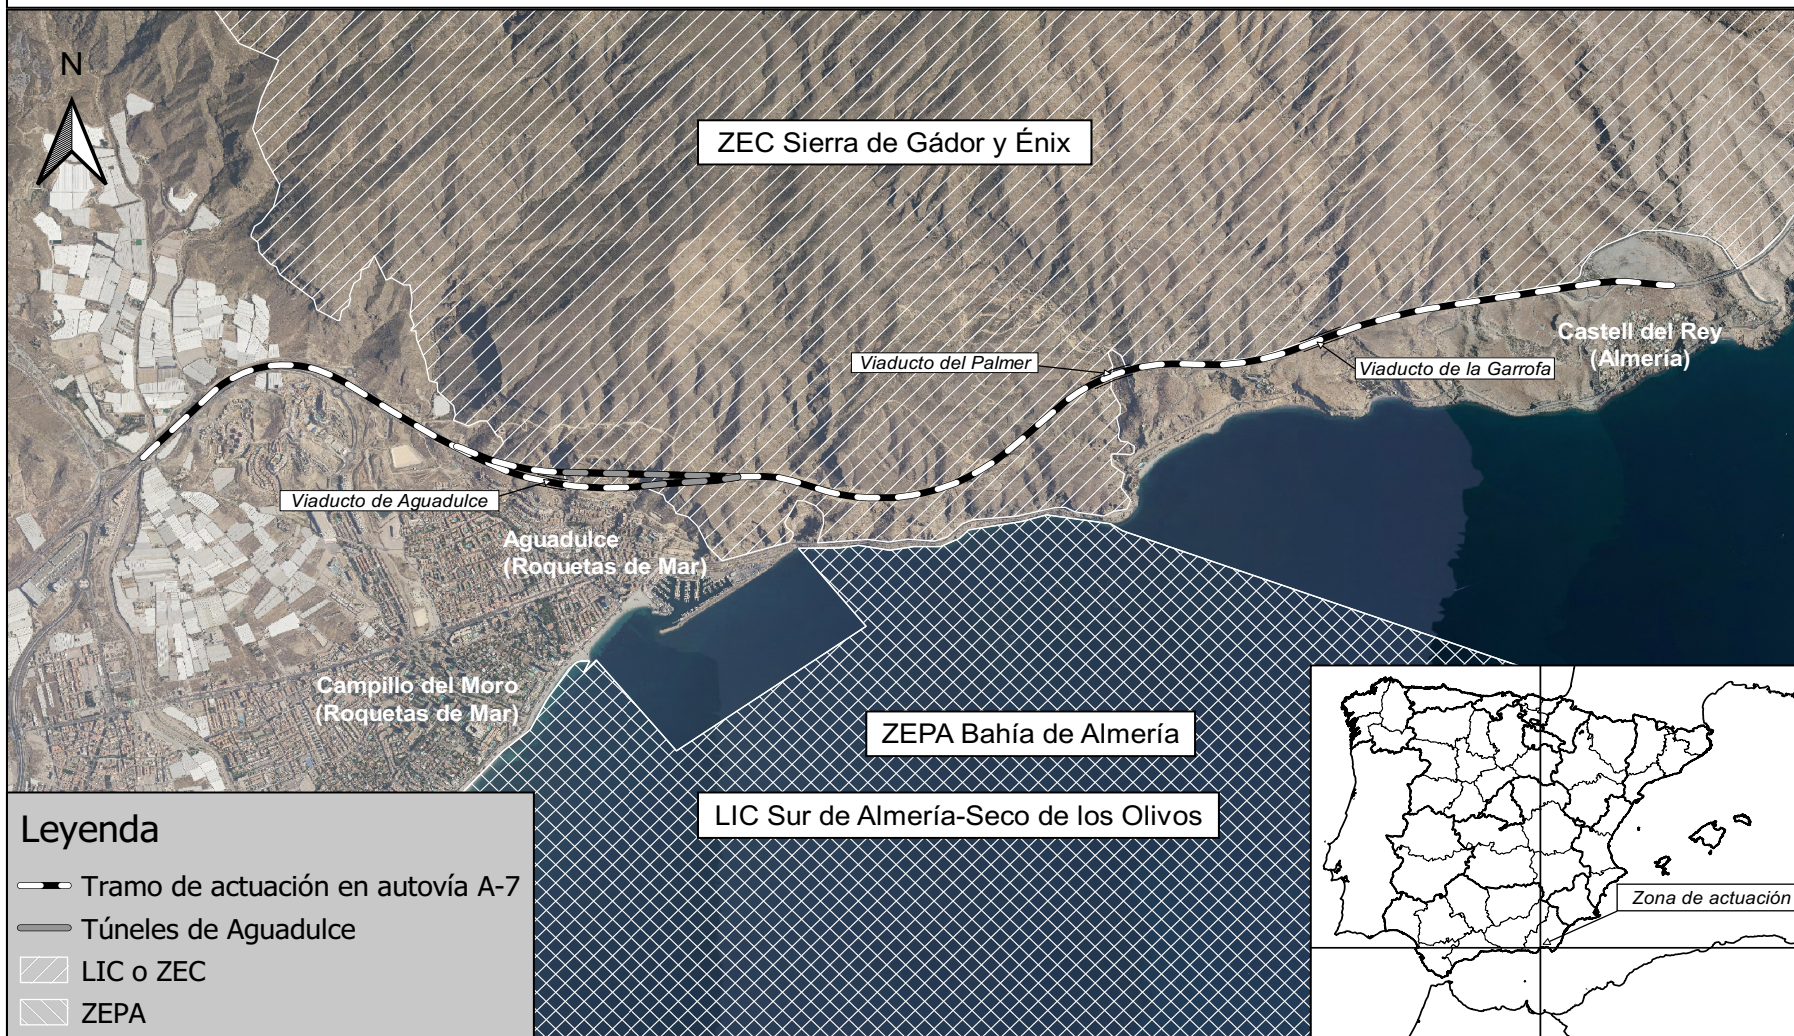 N
ZEC Sierra de Gádor y Énix
Castell del Rey
(Almería)
Viaducto del Palmer
Viaducto de la Garrofa
Viaducto de Aguadulce
Aguadulce
(Roquetas de Mar)
Campillo del Moro
(Roquetas de Mar)
ZEPA Bahía de Almería
LIC Sur de Almería-Seco de los Olivos
Leyenda
Tramo de actuación en autovía A-7
Túneles de Aguadulce
LIC o ZEC
ZEPA
Zona de actuación